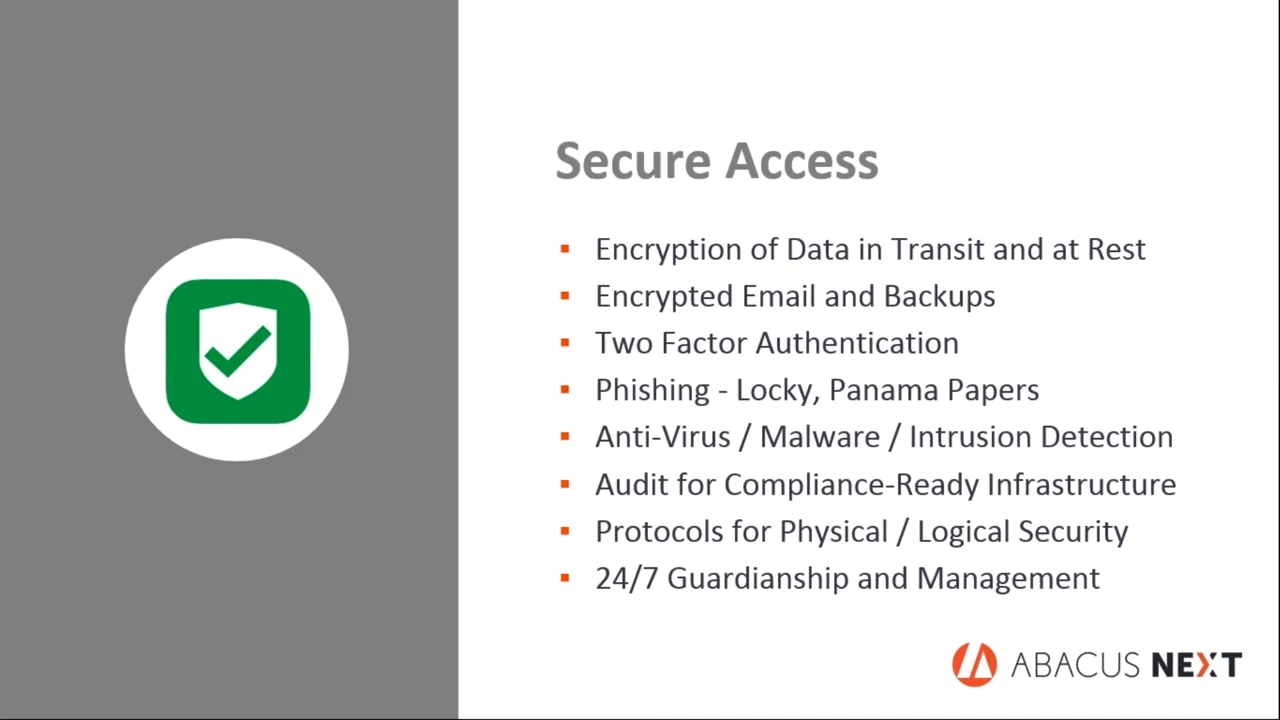 Secure Access
▪ Encryption of Data in Transit and at Rest
▪ Encrypted Email and Backups
▪ Two Factor Authentication
▪ Phishing - Locky, Panama Papers
▪ Anti-Virus / Malware / Intrusion Detection
▪ Audit for Compliance-Ready Infrastructure
▪ Protocols for Physical / Logical Security
▪ 24/7 Guardianship and Management
ABACUS NEXT